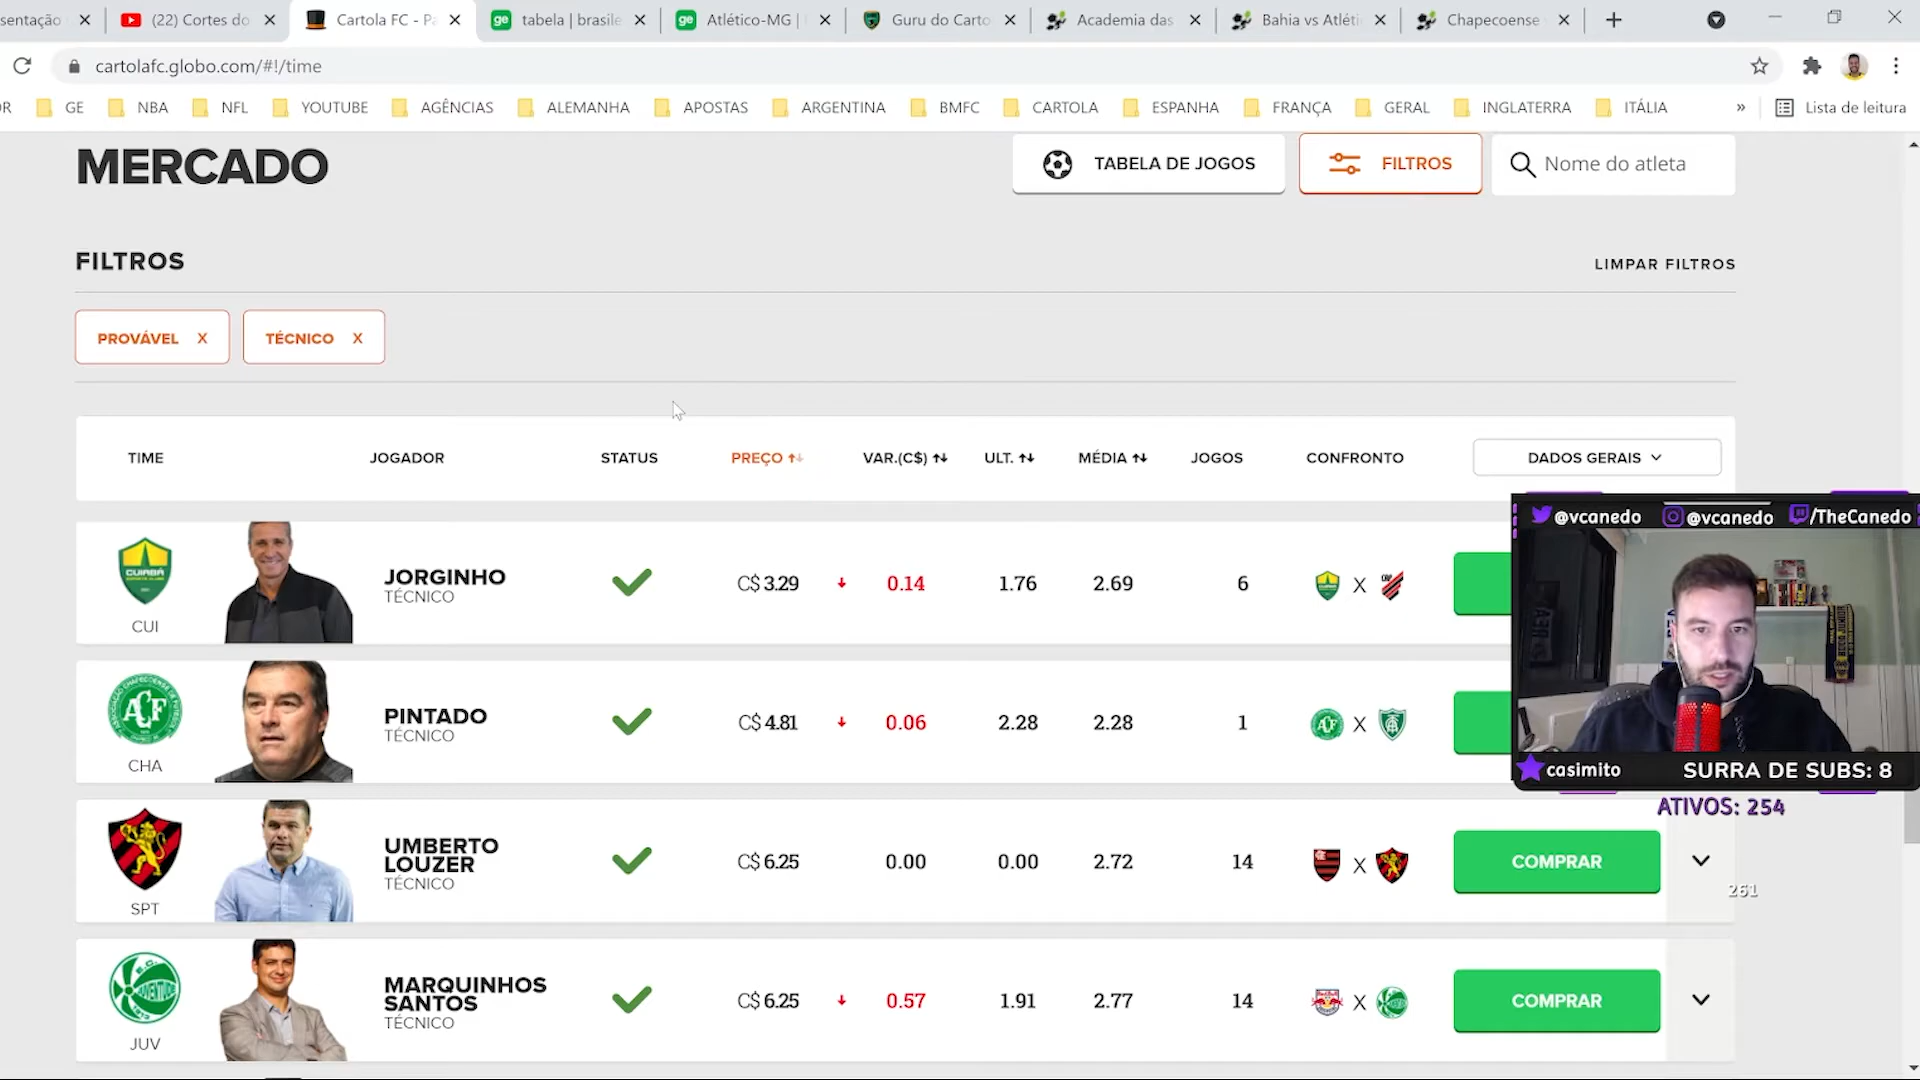 sentação
(22) Cortes do
Cartola FC - Pa
tabela | brasile
Atlético-MG |
Guru do Carto
Academia das
Bahia vs Atléti
Chapecoense
cartolafc.globo.com/#!/time
OR
GE
NBA
NFL
YOUTUBE
AGÊNCIAS
ALEMANHA
APOSTAS
ARGENTINA
BMFC
CARTOLA
ESPANHA
FRANÇA
GERAL
INGLATERRA
ITÁLIA
»
Lista de leitura
MERCADO
TABELA DE JOGOS
FILTROS
Nome do atleta
FILTROS
LIMPAR FILTROS
PROVÁVEL X
TÉCNICO X
TIME JOGADOR STATUS PREÇO VAR.(C$) ULT. MÉDIA JOGOS CONFRONTO DADOS GERAIS
CUI
JORGINHO
TÉCNICO
C$ 3.29 0.14 1.76 2.69 6 X
CHA
PINTADO
TÉCNICO
C$ 4.81 0.06 2.28 2.28 1 X
SPT
UMBERTO
LOUZER
TÉCNICO
C$ 6.25 0.00 0.00 2.72 14 X COMPRAR
JUV
MARQUINHOS
SANTOS
TÉCNICO
C$ 6.25 0.57 1.91 2.77 14 X COMPRAR
@vcanedo @vcanedo /TheCanedo
casimito SURRA DE SUBS: 8
ATIVOS: 254
261